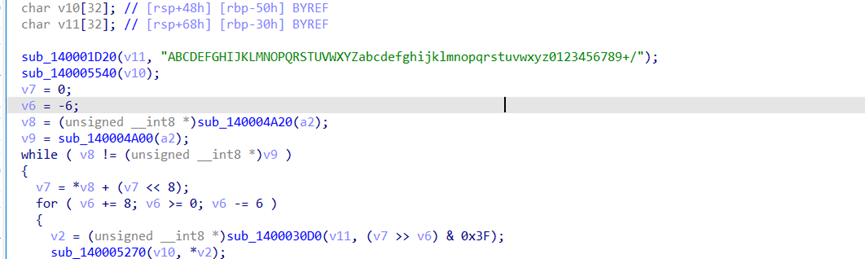 char v10[32]; // [rsp+48h] [rbp-50h] BYREF
char v11[32]; // [rsp+68h] [rbp-30h] BYREF
sub_140001D20(v11, "ABCDEFGHIJKLMNOPQRSTUVWXYZabcdefghijklmnopqrstuvwxyz0123456789+/");
sub_140005540(v10);
v7 = 0;
v6 = -6;
v8 = (unsigned __int8 *)sub_140004A20(a2);
v9 = sub_140004A00(a2);
while ( v8 != (unsigned __int8 *)v9 )
{
v7 = *v8 + (v7 << 8);
for ( v6 += 8; v6 >= 0; v6 -= 6 )
{
v2 = (unsigned __int8 *)sub_1400030D0(v11, (v7 >> v6) & 0x3F);
sub_140005270(v10, *v2);